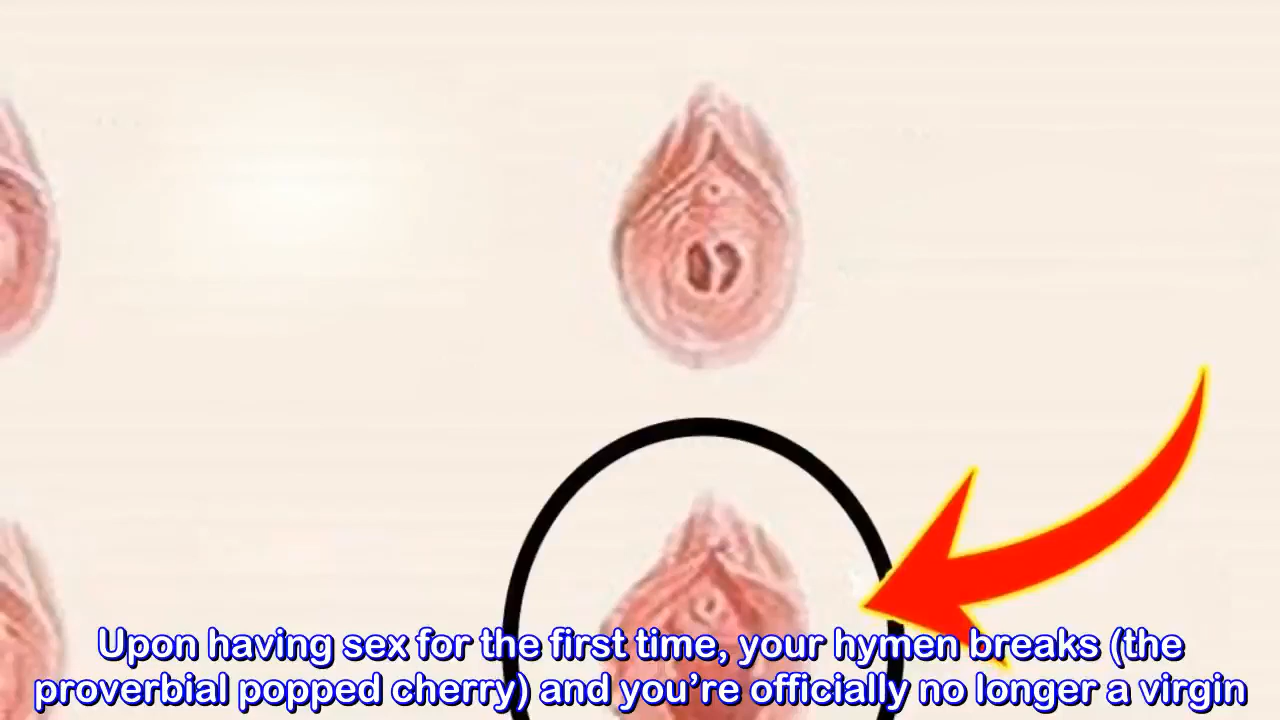 Upon having sex for the first time, your hymen breaks (the
proverbial popped cherry) and you're officially no longer a virgin